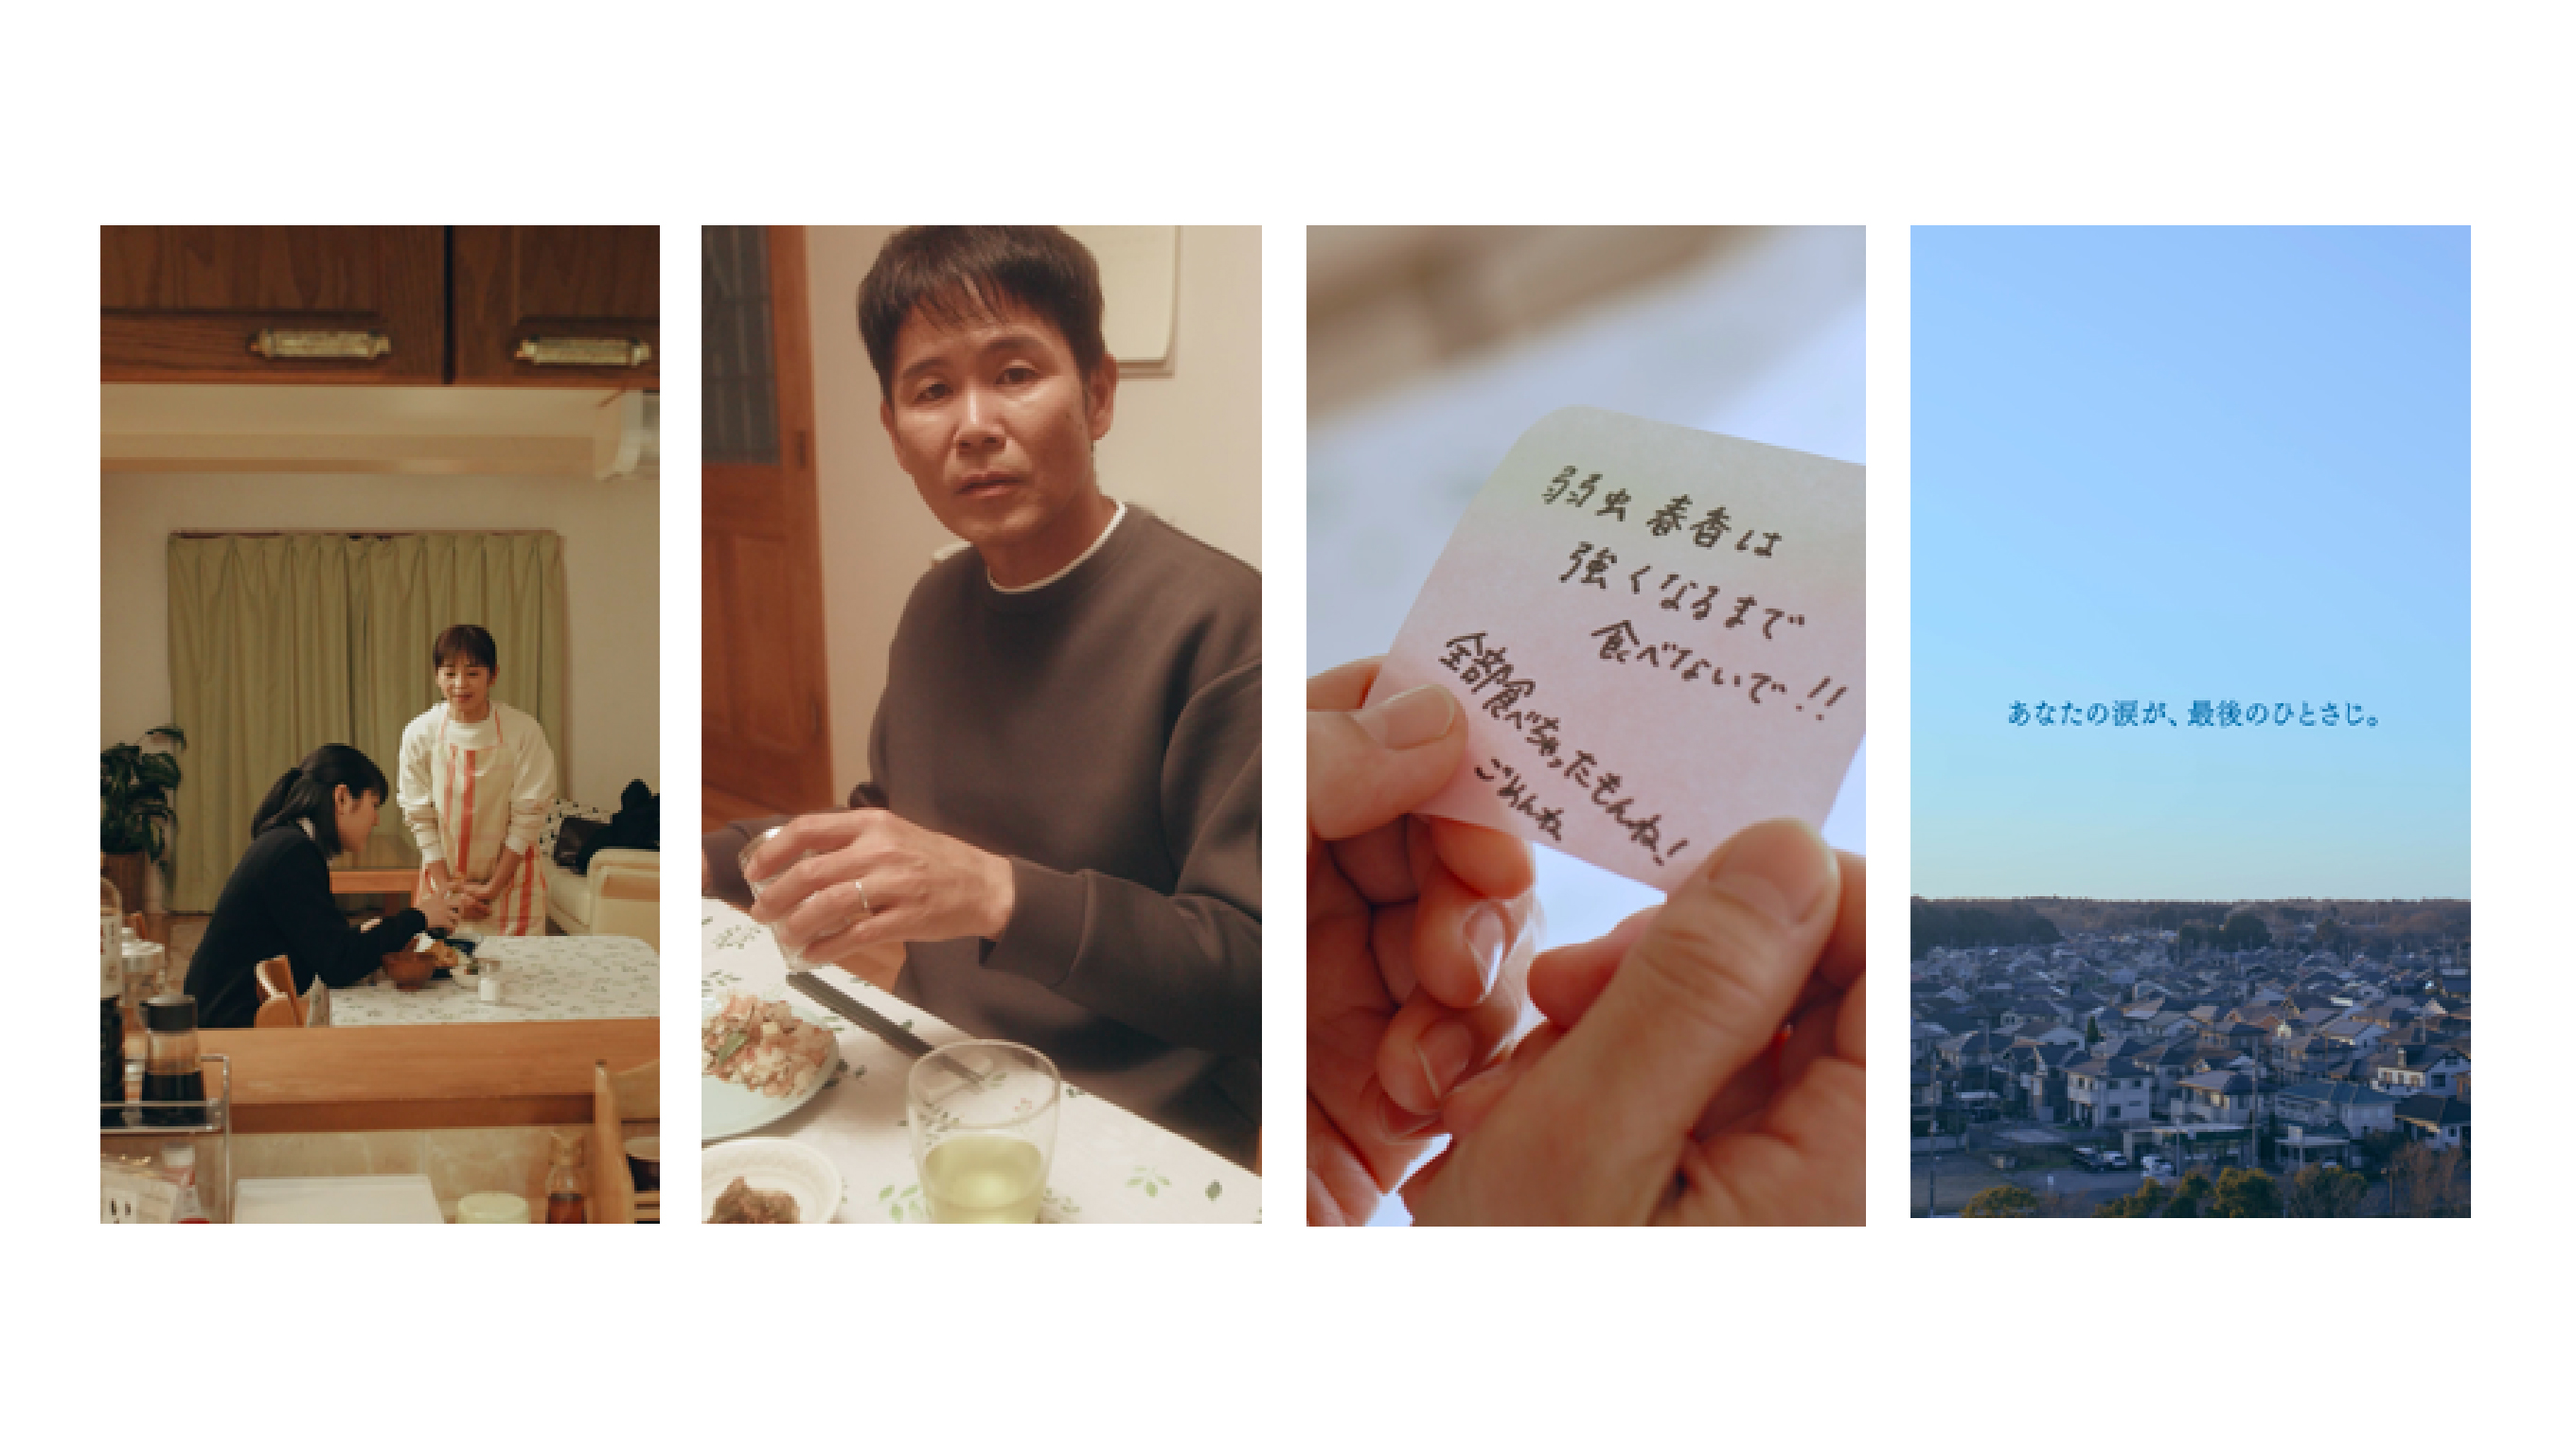 弱虫 春香は
強くなるまで
食べないで!!
全部食べちゃったもんね!
ごめんね
あなたの涙が、最後のひとさじ。